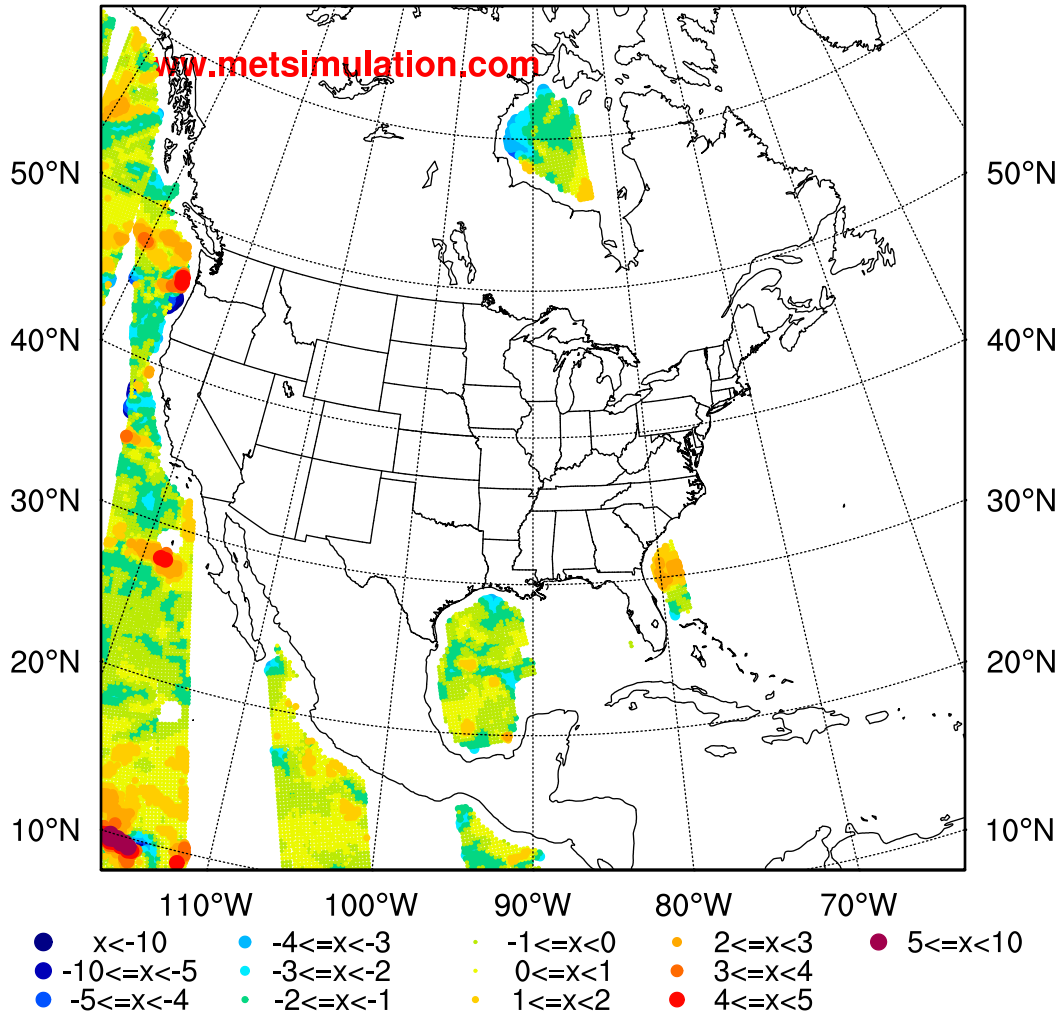 ww.metsimulation.com
50°N 50°N
40°N 40°N
30°N 30°N
20°N 20°N
10°N 10°N
110°W 100°W 90°W 80°W 70°W
x<-10 -4<=x<-3 -1<=x<0 2<=x<3 5<=x<10
-10<=x<-5 -3<=x<-2 0<=x<1 3<=x<4
-5<=x<-4 -2<=x<-1 1<=x<2 4<=x<5